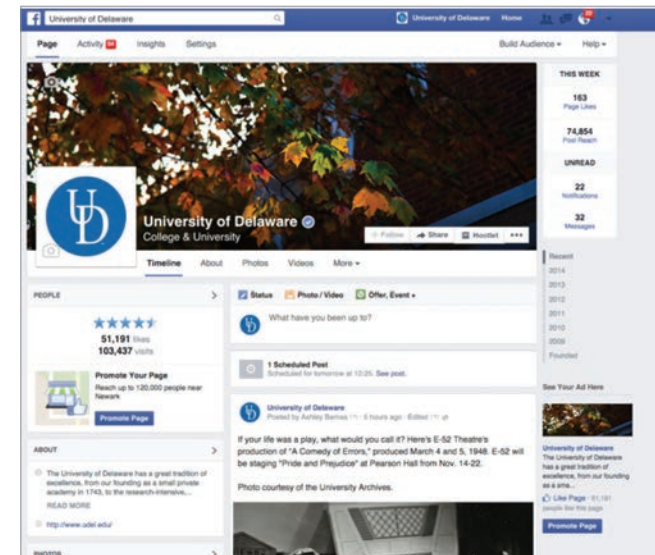 University of Delaware
University of Delaware Home
Page Activity Insights Settings Build Audience Help
THIS WEEK
163
Page Likes
74,854
Post Reach
UNREAD
22
Notifications
32
Messages
UD
University of Delaware
College & University
Follow Share Hootlet
Timeline About Photos Videos More
Recent
2014
2013
2012
2011
2010
2009
Founded
PEOPLE
51,191 likes
103,437 visits
Promote Your Page
Reach up to 120,000 people near
Newark
Promote Page
ABOUT
The University of Delaware has a great tradition of
excellence, from our founding as a small private
academy in 1743, to the research-intensive,...
READ MORE
http://www.udel.edu/
PHOTOS
Status Photo / Video Offer, Event +
What have you been up to?
1 Scheduled Post
Scheduled for tomorrow at See post.
University of Delaware
Posted by Ashley · 5 hours ago · Edited
If your life was a play, what would you call it? Here's E-52 Theatre's
production of "A Comedy of Errors," produced March 4 and 5, 1948. E-52 will
be staging "Pride and Prejudice" at Pearson Hall from Nov. 14-22.
Photo courtesy of the University Archives.
See Your Ad Here
University of Delaware
The University of Delaware
has a great tradition of
excellence, from our founding
as a sma...
Like Page · 51,191
people like this page
Promote Page